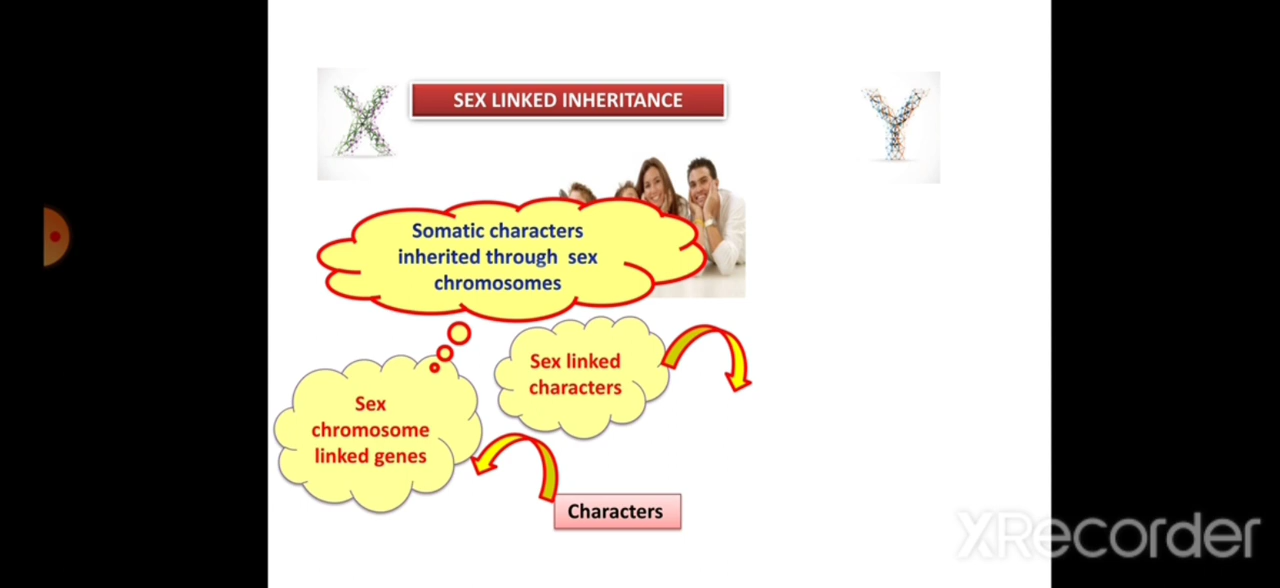 SEX LINKED INHERITANCE
X
Y
Somatic characters
inherited through sex
chromosomes
Sex linked
characters
Sex
chromosome
linked genes
Characters
XRecorder